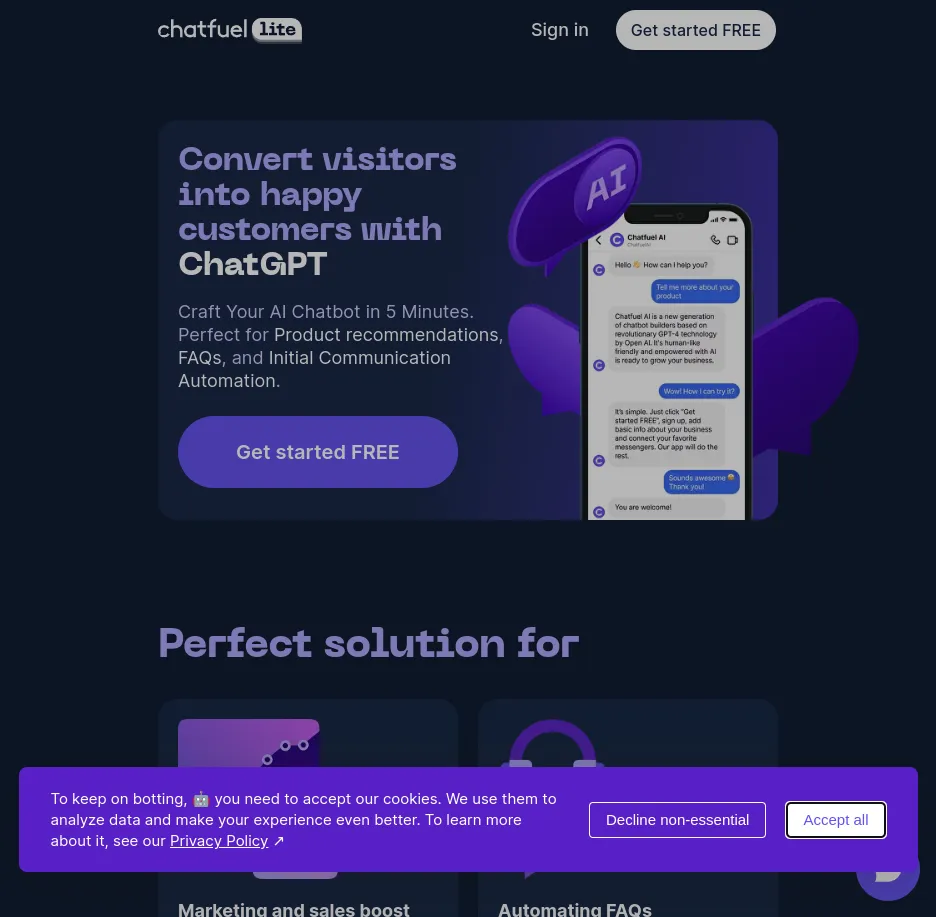 chatfuel lite
Sign in
Get started FREE
Convert visitors
into happy
customers with
ChatGPT
Craft Your AI Chatbot in 5 Minutes.
Perfect for Product recommendations,
FAQs, and Initial Communication
Automation.
Get started FREE
AI
Chatfuel AI
Hello 👋 How can I help you?
Tell me more about your
product
Chatfuel AI is a new generation
of chatbot builders based on
revolutionary GPT-4 technology
by Open AI. It's human-like
friendly and empowered with AI
is ready to grow your business.
Wow! How I can try it?
It's simple. Just click "Get
started FREE", sign up, add
basic info about your business
and connect your favorite
messengers. Our app will do the
rest.
Sounds awesome 😀
Thank you!
You are welcome!
Perfect solution for
To keep on botting, 🤖 you need to accept our cookies. We use them to
analyze data and make your experience even better. To learn more
about it, see our Privacy Policy ↗
Decline non-essential
Accept all
Marketing and sales boost
Automating FAQs